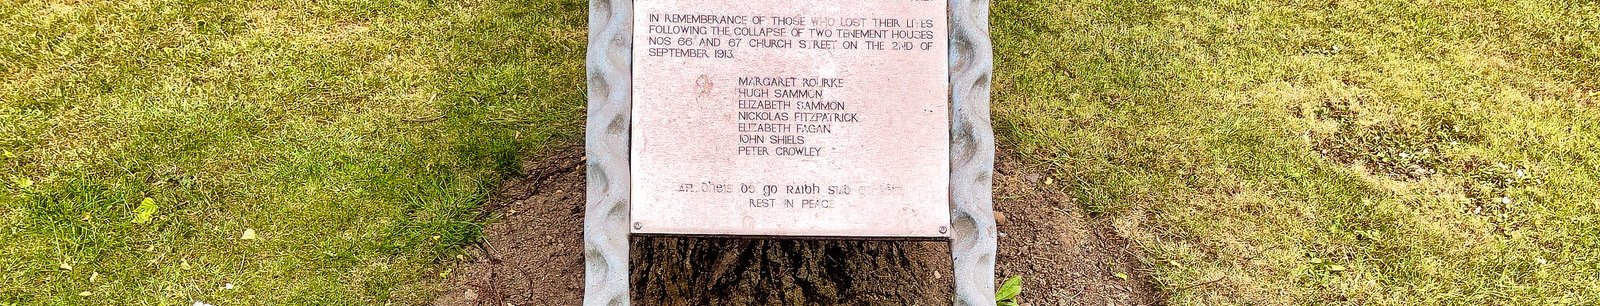 IN REMEMBERANCE OF THOSE WHO LOST THEIR LIVES
FOLLOWING THE COLLAPSE OF TWO TENEMENT HOUSES
NOS 66 AND 67 CHURCH STREET ON THE 2ND OF
SEPTEMBER 1913.
MARGARET ROURKE
HUGH SAMMON
ELIZABETH SAMMON
NICKOLAS FITZPATRICK
ELIZABETH FAGAN
JOHN SHIELS
PETER CROWLEY
go RAIbh
REST IN PEACE